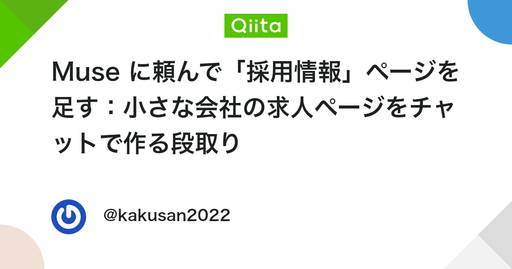 Qiita
Muse に頼んで「採用情報」ページを
足す：小さな会社の求人ページをチャ
ットで作る段取り
@kakusan2022